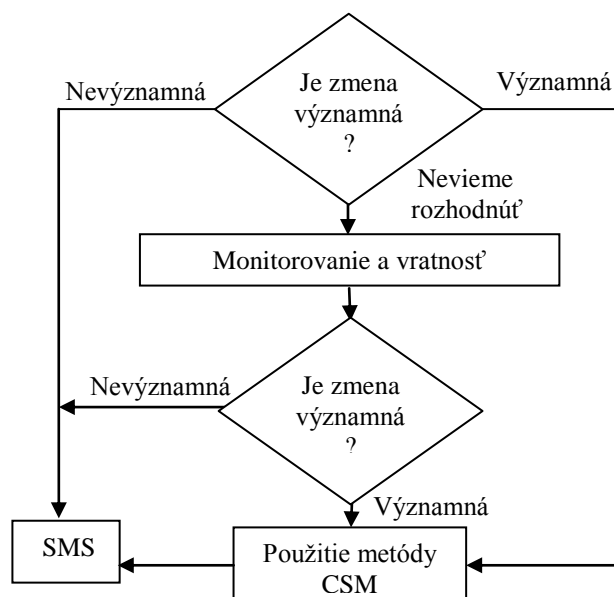 Je zmena
významná
?
Nevýznamná
Významná
Nevieme
rozhodnúť
Monitorovanie a vratnosť
Je zmena
významná
?
Nevýznamná
Významná
SMS
Použitie metódy
CSM